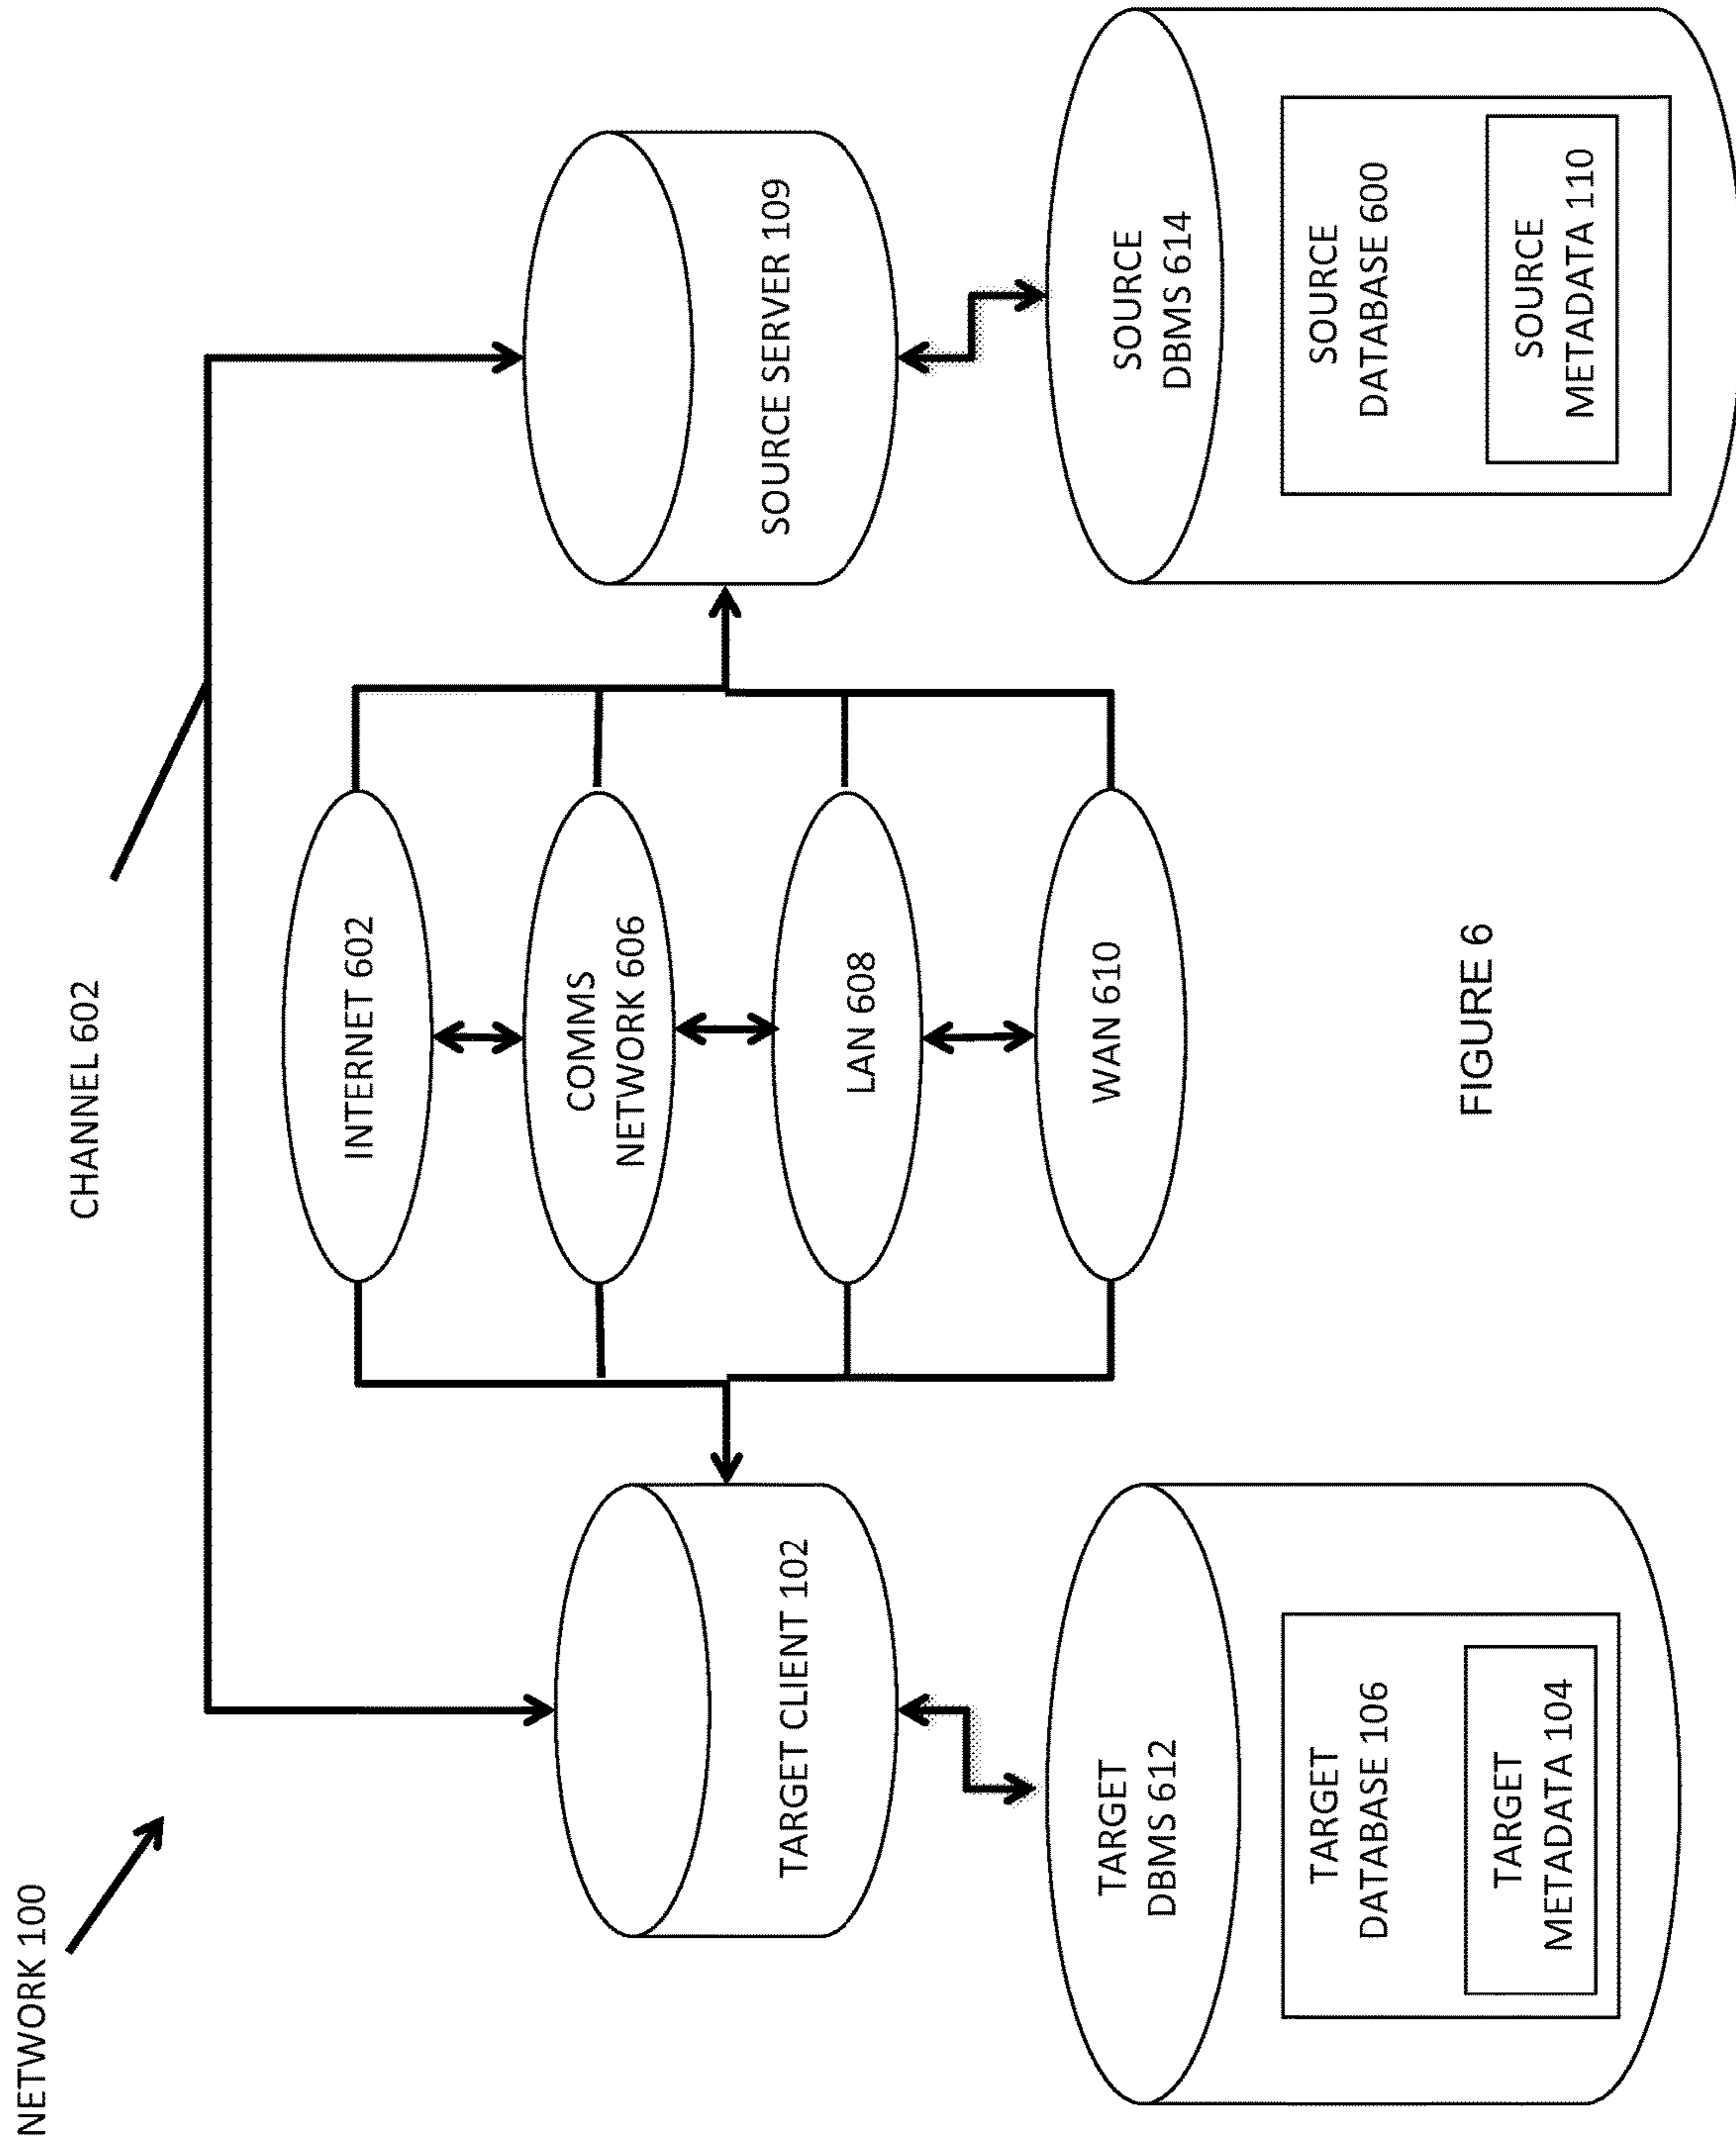 NETWORK 100
CHANNEL 602
INTERNET 602
COMMS
NETWORK 606
LAN 608
WAN 610
TARGET CLIENT 102
SOURCE SERVER 109
TARGET
DBMS 612
TARGET
DATABASE 106
TARGET
METADATA 104
SOURCE
DBMS 614
SOURCE
DATABASE 600
SOURCE
METADATA 110
FIGURE 6